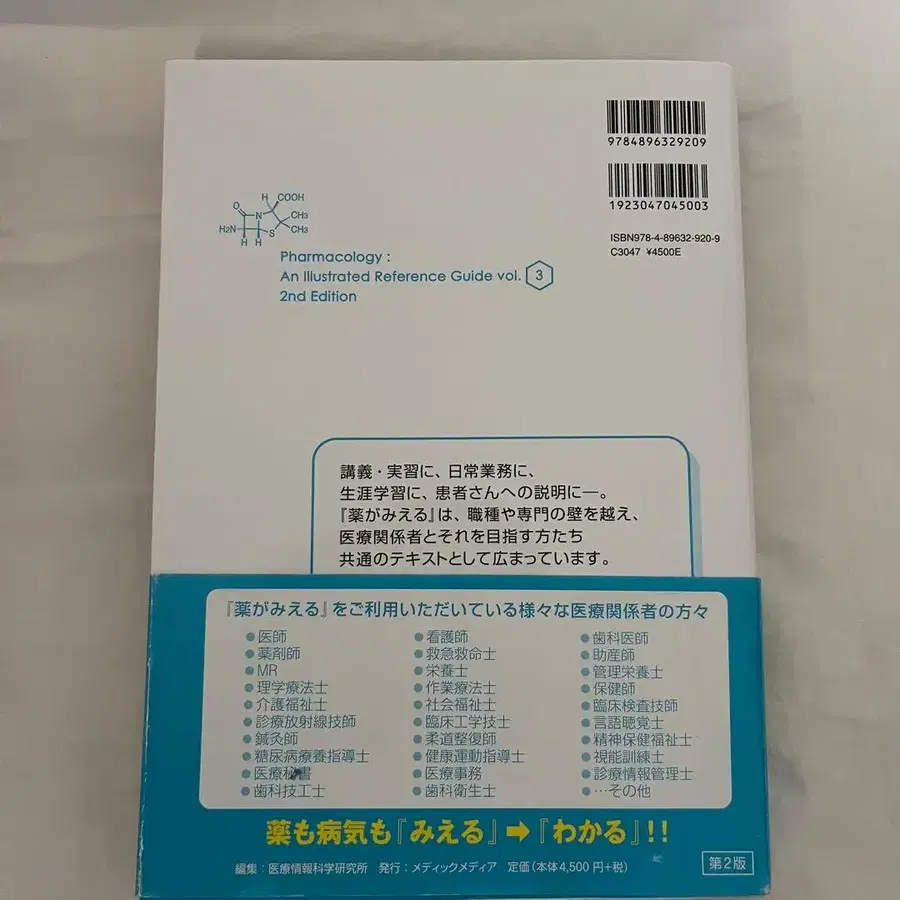 9784896329209
1923047045003
ISBN978-4-89632-920-9
C3047 ¥4500E
H COOH
O N CH3
CH3
H2N S
H H
Pharmacology :
An Illustrated Reference Guide vol. 3
2nd Edition
講義・実習に、日常業務に、
生涯学習に、患者さんへの説明に―。
『薬がみえる』は、職種や専門の壁を越え、
医療関係者とそれを目指す方たち
共通のテキストとして広まっています。
『薬がみえる』をご利用いただいている様々な医療関係者の方々
●医師 ●看護師 ●歯科医師
●薬剤師 ●救急救命士 ●助産師
●MR ●栄養士 ●管理栄養士
●理学療法士 ●作業療法士 ●保健師
●介護福祉士 ●社会福祉士 ●臨床検査技師
●診療放射線技師 ●臨床工学技士 ●言語聴覚士
●鍼灸師 ●柔道整復師 ●精神保健福祉士
●糖尿病療養指導士 ●健康運動指導士 ●視能訓練士
●医療秘書 ●医療事務 ●診療情報管理士
●歯科技工士 ●歯科衛生士 ●…その他
薬も病気も『みえる』➡『わかる』!!
編集：医療情報科学研究所 発行：メディックメディア 定価（本体4,500円+税）
第2版